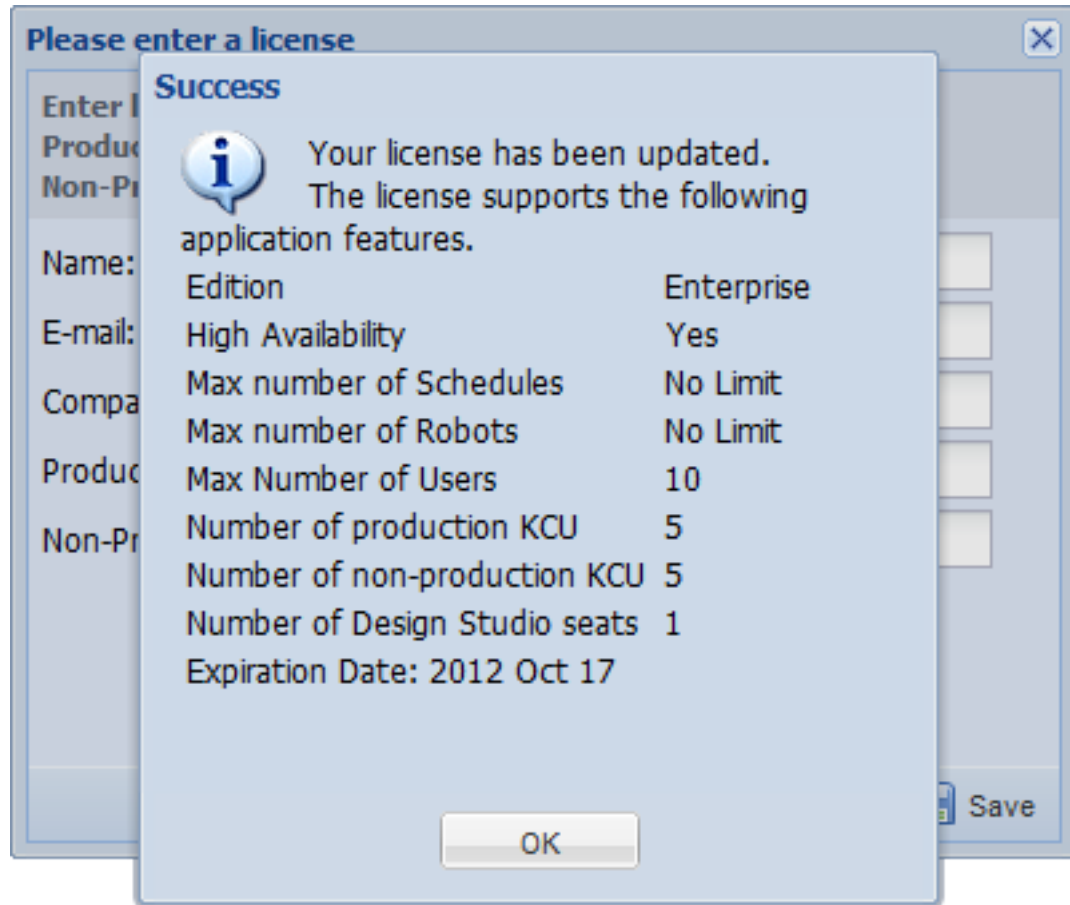 Please enter a license
Success
Enter
Your license has been updated.
The license supports the following
application features.
Name:
Edition Enterprise
E-mail:
High Availability Yes
Max number of Schedules No Limit
Max number of Robots No Limit
Max Number of Users 10
Number of production KCU 5
Number of non-production KCU 5
Number of Design Studio seats 1
Expiration Date: 2012 Oct 17
Save
OK